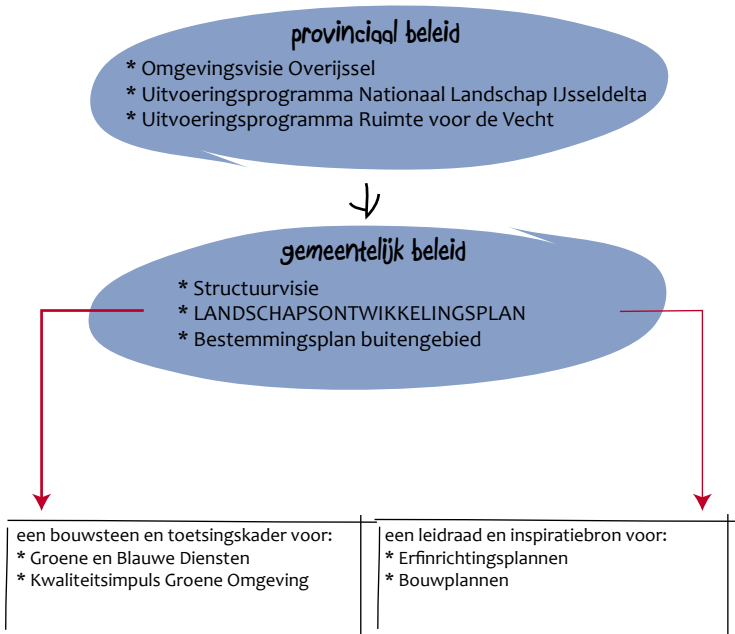 provinciaal beleid
* Omgevingsvisie Overijssel
* Uitvoeringsprogramma Nationaal Landschap IJsseldelta
* Uitvoeringsprogramma Ruimte voor de Vecht
gemeentelijk beleid
* Structuurvisie
* LANDSCHAPSONTWIKKELINGSPLAN
* Bestemmingsplan buitengebied
een bouwsteen en toetsingskader voor:
* Groene en Blauwe Diensten
* Kwaliteitsimpuls Groene Omgeving
een leidraad en inspiratiebron voor:
* Erfinrichtingsplannen
* Bouwplannen